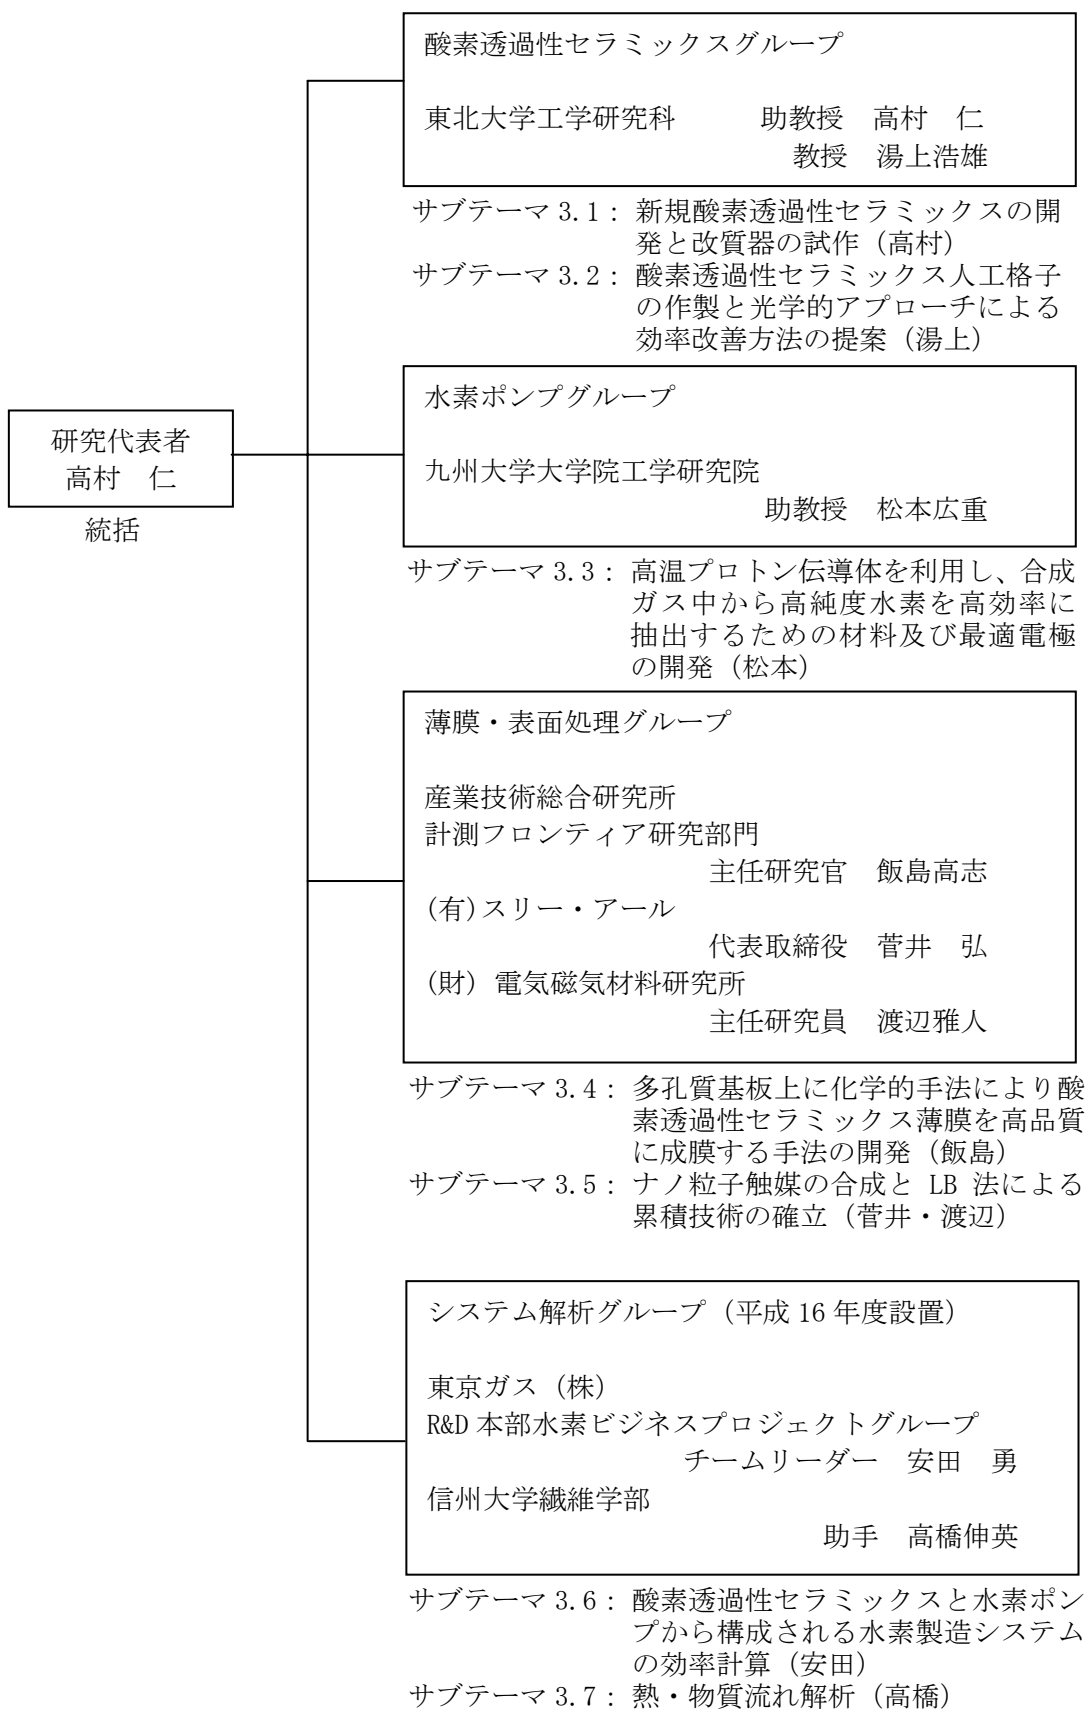 酸素透過性セラミックスグループ
東北大学工学研究科 助教授 高村 仁
教授 湯上浩雄
サブテーマ 3.1：新規酸素透過性セラミックスの開
発と改質器の試作（高村）
サブテーマ 3.2：酸素透過性セラミックス人工格子
の作製と光学的アプローチによる
効率改善方法の提案（湯上）
研究代表者
高村 仁
統括
水素ポンプグループ
九州大学大学院工学研究院
助教授 松本広重
サブテーマ 3.3：高温プロトン伝導体を利用し、合成
ガス中から高純度水素を高効率に
抽出するための材料及び最適電極
の開発（松本）
薄膜・表面処理グループ
産業技術総合研究所
計測フロンティア研究部門
主任研究官 飯島高志
(有)スリー・アール
代表取締役 菅井 弘
(財) 電気磁気材料研究所
主任研究員 渡辺雅人
サブテーマ 3.4：多孔質基板上に化学的手法により酸
素透過性セラミックス薄膜を高品質
に成膜する手法の開発（飯島）
サブテーマ 3.5：ナノ粒子触媒の合成と LB 法による
累積技術の確立（菅井・渡辺）
システム解析グループ（平成 16 年度設置）
東京ガス（株）
R&D 本部水素ビジネスプロジェクトグループ
チームリーダー 安田 勇
信州大学繊維学部
助手 高橋伸英
サブテーマ 3.6：酸素透過性セラミックスと水素ポン
プから構成される水素製造システム
の効率計算（安田）
サブテーマ 3.7：熱・物質流れ解析（高橋）